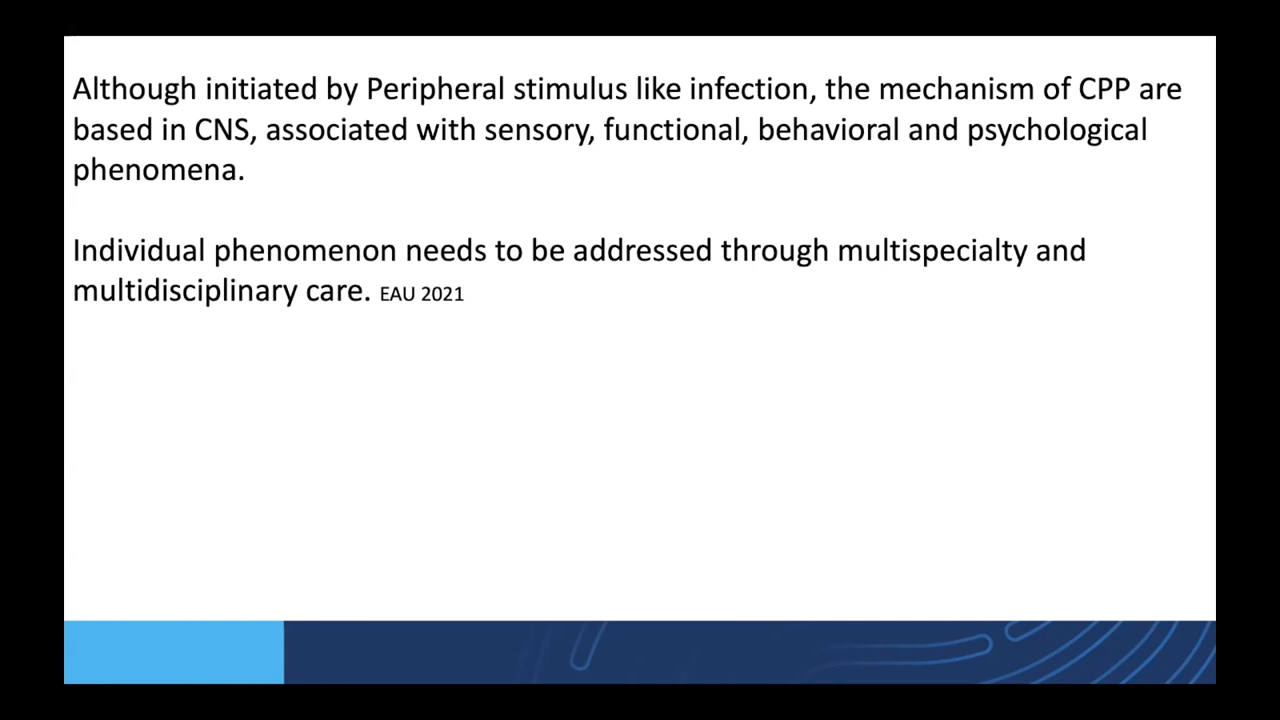 Although initiated by Peripheral stimulus like infection, the mechanism of CPP are
based in CNS, associated with sensory, functional, behavioral and psychological
phenomena.
Individual phenomenon needs to be addressed through multispecialty and
multidisciplinary care. EAU 2021